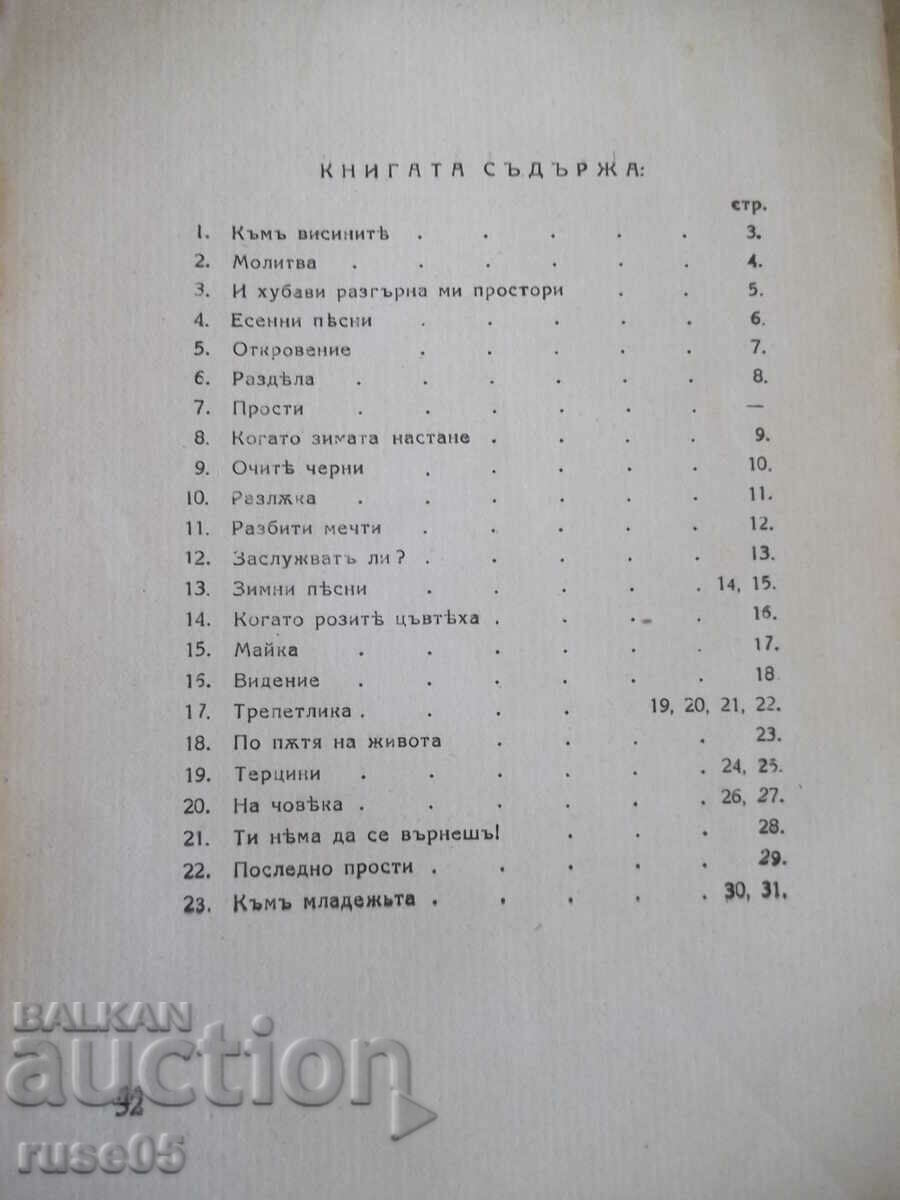 КНИГАТА СЪДЪРЖА:
стр.
1. Къмъ висинитѣ . . . . . 3.
2. Молитва . . . . . . 4.
3. И хубави разгърна ми простори . . 5.
4. Есенни пѣсни . . . . . 6.
5. Откровение . . . . . 7.
6. Раздѣла . . . . . . 8.
7. Прости . . . . . . —
8. Когато зимата настане . . . . 9.
9. Очитѣ черни . . . . . 10.
10. Разлѫка . . . . . . 11.
11. Разбити мечти . . . . . 12.
12. Заслужватъ ли? . . . . . 13.
13. Зимни пѣсни . . . . . 14, 15.
14. Когато розитѣ цъвтѣха . . . . 16.
15. Майка . . . . . . 17.
15. Видение . . . . . . 18
17. Трепетлика . . . . 19, 20, 21, 22.
18. По пѫтя на живота . . . . 23.
19. Терцини . . . . . . 24, 25.
20. На човѣка . . . . . . 26, 27.
21. Ти нѣма да се върнешъ! . . . 28.
22. Последно прости . . . . . 29.
23. Къмъ младежьта . . . . . 30, 31.
32
BALKAN
auction
ruse05